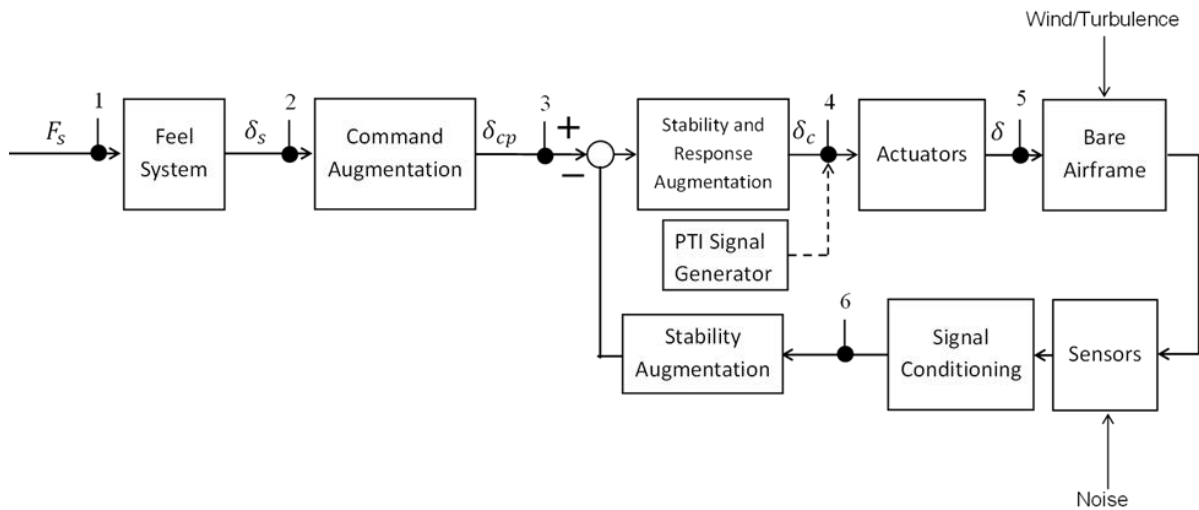 Wind/Turbulence
1
2
3
4
5
F_s
Feel
System
δ_s
Command
Augmentation
δ_cp
+
−
Stability and
Response
Augmentation
δ_c
Actuators
δ
Bare
Airframe
PTI Signal
Generator
6
Stability
Augmentation
Signal
Conditioning
Sensors
Noise